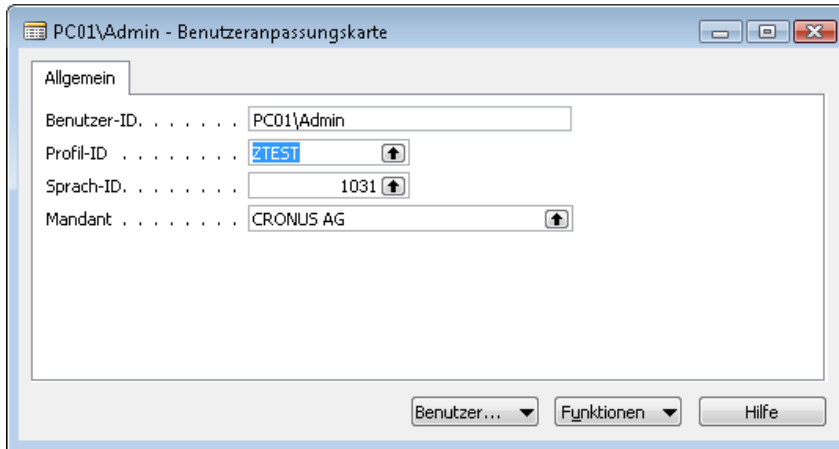 PC01\Admin - Benutzeranpassungskarte
Allgemein
Benutzer-ID. . . . . . . PC01\Admin
Profil-ID . . . . . . . . ZTEST
Sprach-ID. . . . . . . . 1031
Mandant . . . . . . . . CRONUS AG
Benutzer... Funktionen Hilfe